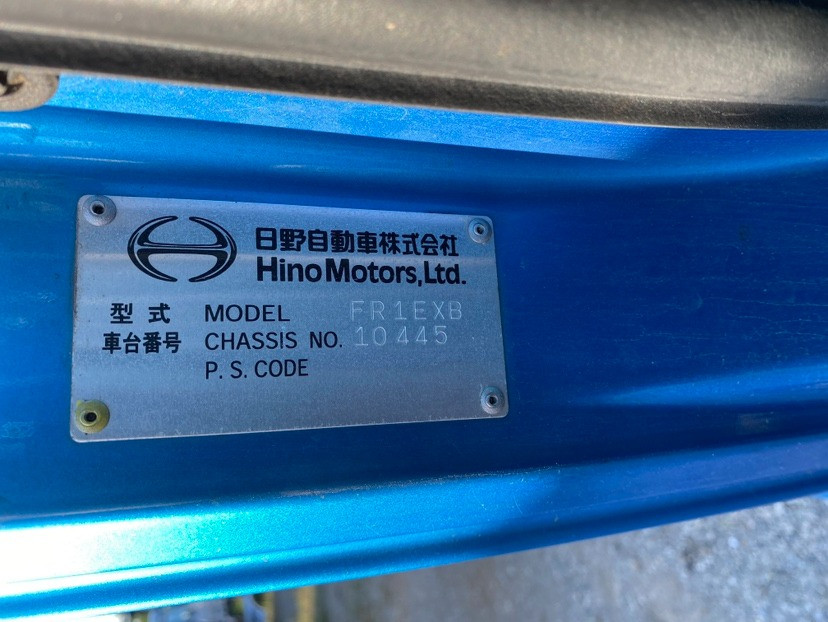 日野自動車株式会社
Hino Motors, Ltd.
型式 MODEL FR1EXB
車台番号 CHASSIS NO. 10445
P. S. CODE